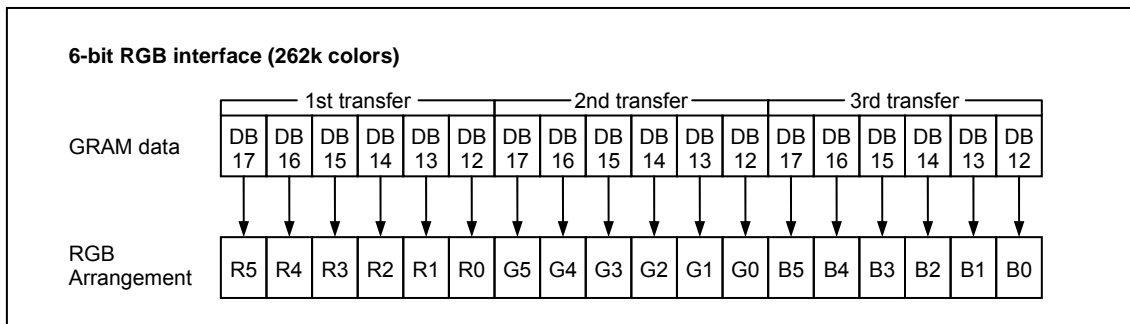 6-bit RGB interface (262k colors)
1st transfer 2nd transfer 3rd transfer
GRAM data
DB 17 DB 16 DB 15 DB 14 DB 13 DB 12 DB 17 DB 16 DB 15 DB 14 DB 13 DB 12 DB 17 DB 16 DB 15 DB 14 DB 13 DB 12
RGB
Arrangement
R5 R4 R3 R2 R1 R0 G5 G4 G3 G2 G1 G0 B5 B4 B3 B2 B1 B0